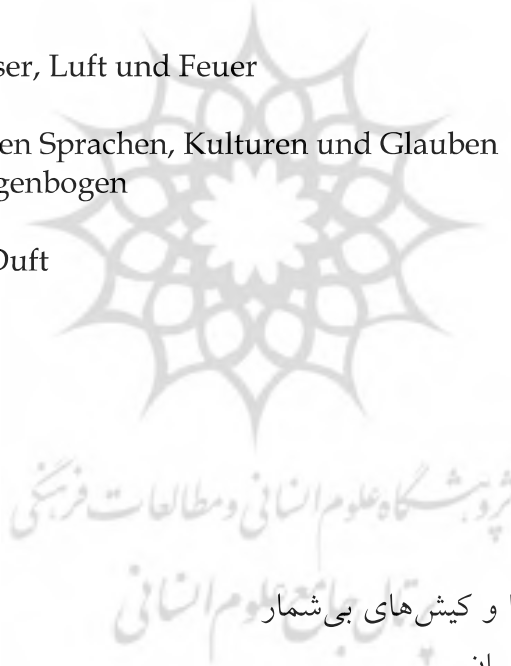 ser, Luft und Feuer
en Sprachen, Kulturen und Glauben
genbogen
Duft
پژوهشگاه علوم انسانی و مطالعات فرهنگی
پرتال جامع علوم انسانی
ا و کیش‌های بی‌شمار